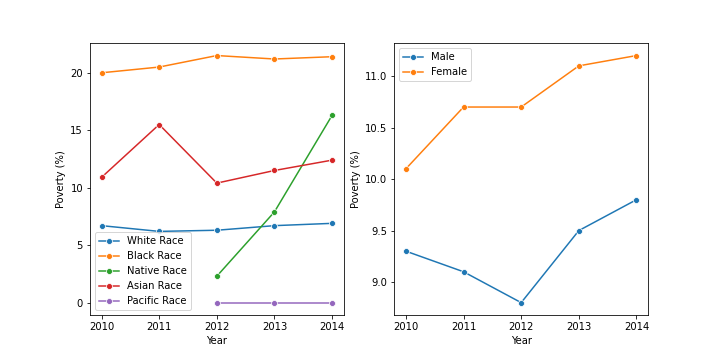 20
15
10
5
0
Poverty (%)
White Race
Black Race
Native Race
Asian Race
Pacific Race
2010 2011 2012 2013 2014
Year
11.0
10.5
10.0
9.5
9.0
Poverty (%)
Male
Female
2010 2011 2012 2013 2014
Year